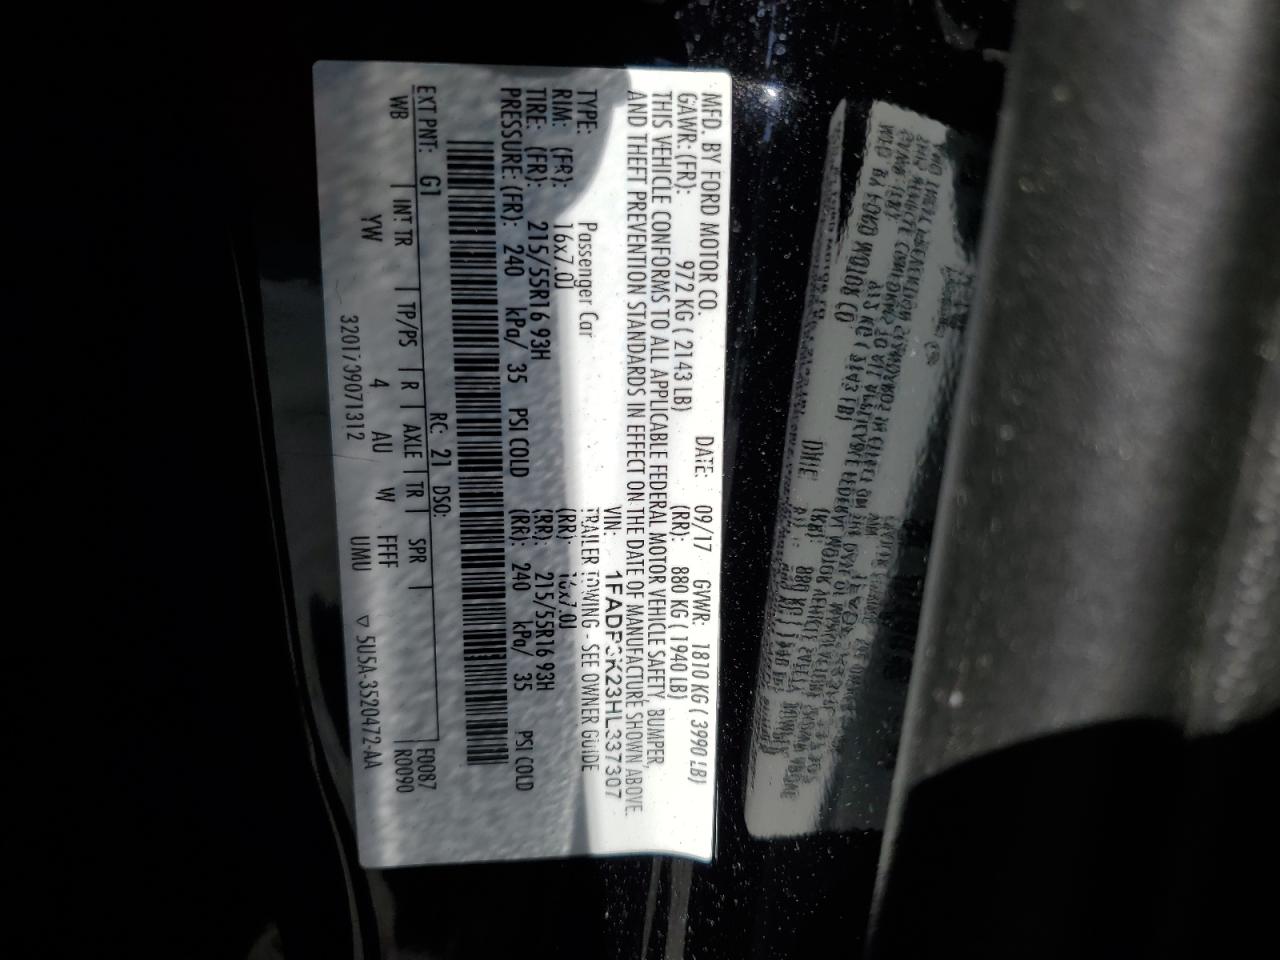 MFD. BY FORD MOTOR CO.
DATE: 09/17 GVWR: 1810 KG ( 3990 LB)
GAWR: (FR): 972 KG ( 2143 LB) (RR): 880 KG ( 1940 LB)
THIS VEHICLE CONFORMS TO ALL APPLICABLE FEDERAL MOTOR VEHICLE SAFETY, BUMPER,
AND THEFT PREVENTION STANDARDS IN EFFECT ON THE DATE OF MANUFACTURE SHOWN ABOVE.
VIN: 1FADP3K23HL337307
TYPE: Passenger Car TRAILER TOWING - SEE OWNER GUIDE
RIM: (FR): 16x7.0J (RR): 16x7.0J
TIRE: (FR): 215/55R16 93H (RR): 215/55R16 93H
PRESSURE: (FR): 240 kPa/ 35 PSI COLD (RR): 240 kPa/ 35 PSI COLD
RC: 21 DSO: F0087
EXT PNT: G1 R0090
WB | INT TR | TP/PS | R | AXLE | TR | SPR |
YW 4 AU W FFF
UMU ▽ 5U5A-3520472-AA